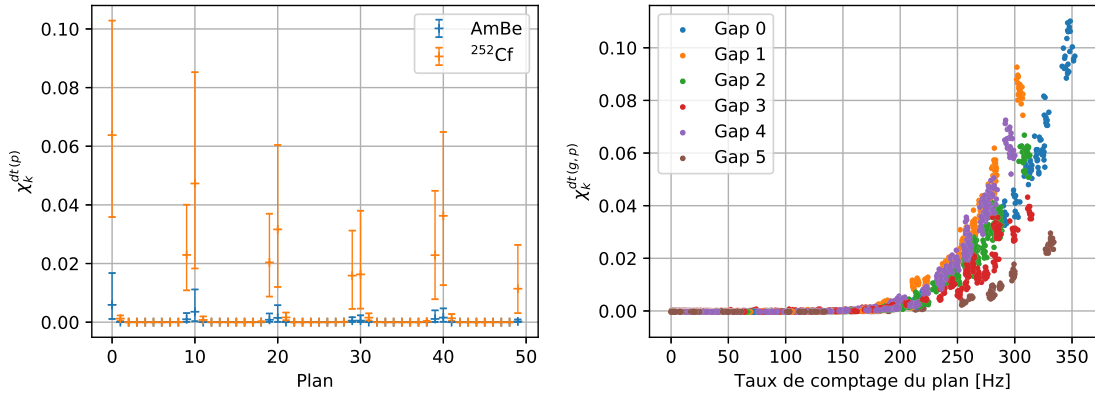 0.10
0.08
0.06
0.04
0.02
0.00
χ_k^{dt(p)}
0 10 20 30 40 50
Plan
AmBe
²⁵²Cf
0.10
0.08
0.06
0.04
0.02
0.00
χ_k^{dt(g,p)}
0 50 100 150 200 250 300 350
Taux de comptage du plan [Hz]
Gap 0
Gap 1
Gap 2
Gap 3
Gap 4
Gap 5